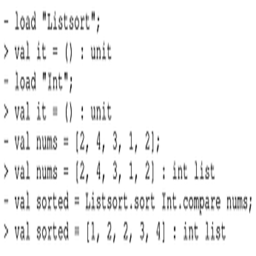 - load "Listsort";
> val it = () : unit
- load "Int";
> val it = () : unit
- val nums = [2, 4, 3, 1, 2];
> val nums = [2, 4, 3, 1, 2] : int list
- val sorted = Listsort.sort Int.compare nums;
> val sorted = [1, 2, 2, 3, 4] : int list